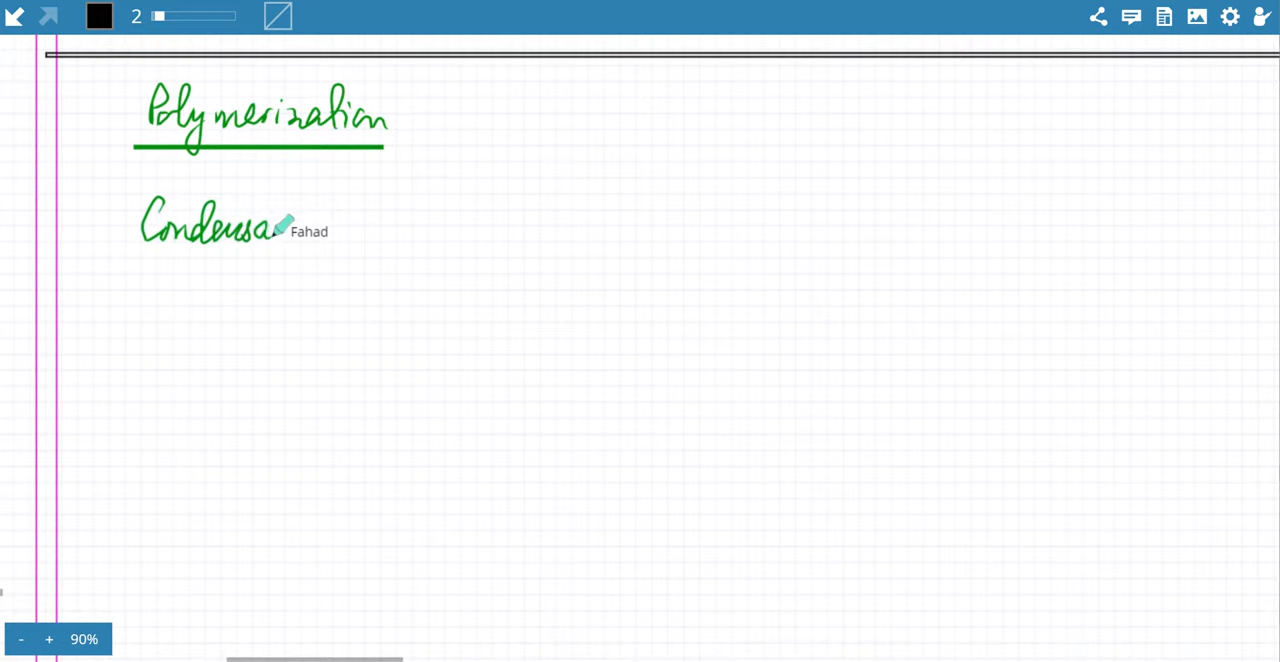 2
Polymerization
Condensa
Fahad
- + 90%